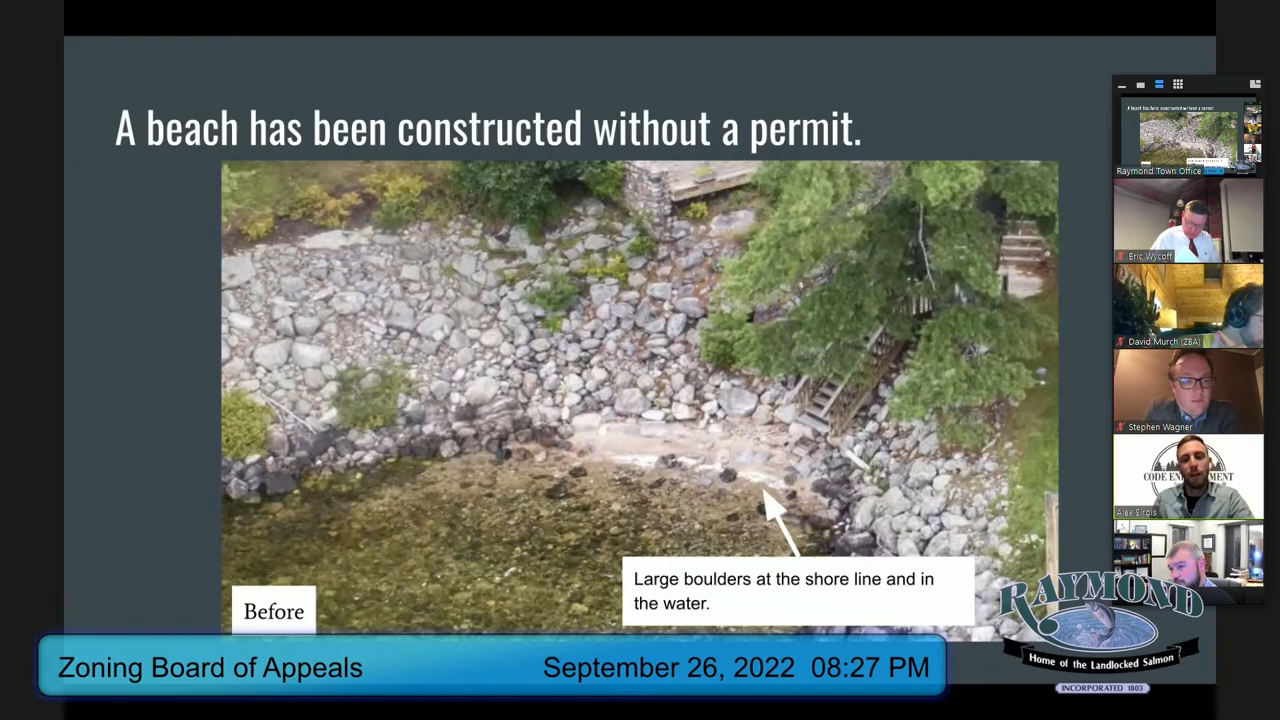 A beach has been constructed without a permit.
Large boulders at the shore line and in
the water.
Before
Zoning Board of Appeals
September 26, 2022 08:27 PM
Raymond Town Office
Eric Wycoff
David Murch (ZBA)
Stephen Wagner
Alex Sirois
RAYMOND
Home of the Landlocked Salmon
INCORPORATED 1803